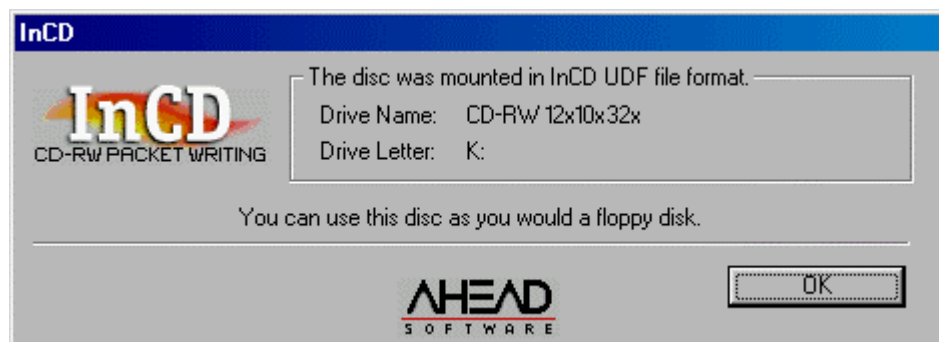 InCD
InCD
CD-RW PACKET WRITING
The disc was mounted in InCD UDF file format.
Drive Name: CD-RW 12x10x32x
Drive Letter: K:
You can use this disc as you would a floppy disk.
AHEAD
SOFTWARE
OK